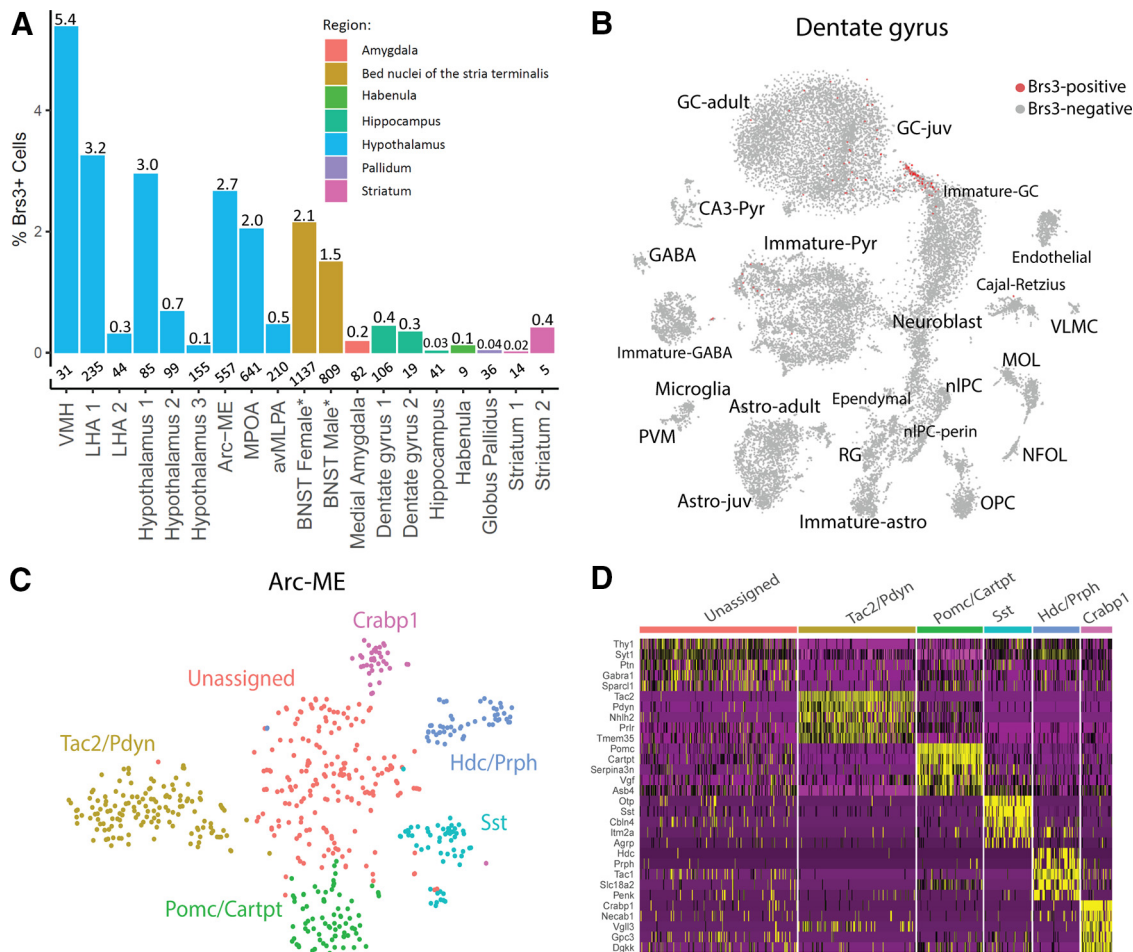 A
% Brs3+ Cells
4
2
0
5.4
3.2
0.3
3.0
0.7
0.1
2.7
2.0
0.5
2.1
1.5
0.2
0.4
0.3
0.03
0.1
0.04
0.02
0.4
Region:
Amygdala
Bed nuclei of the stria terminalis
Habenula
Hippocampus
Hypothalamus
Pallidum
Striatum
31 235 44 85 99 155 557 641 210 1137 809 82 106 19 41 9 36 14 5
VMH
LHA 1
LHA 2
Hypothalamus 1
Hypothalamus 2
Hypothalamus 3
Arc-ME
MPOA
avMLPA
BNST Female*
BNST Male*
Medial Amygdala
Dentate gyrus 1
Dentate gyrus 2
Hippocampus
Habenula
Globus Pallidus
Striatum 1
Striatum 2
B
Dentate gyrus
Brs3-positive
Brs3-negative
GC-adult
GC-juv
Immature-GC
CA3-Pyr
GABA
Immature-Pyr
Endothelial
Cajal-Retzius
Neuroblast
VLMC
Immature-GABA
MOL
Microglia
Ependymal
nIPC
Astro-adult
PVM
nIPC-perin
RG
NFOL
Astro-juv
OPC
Immature-astro
C
Arc-ME
Crabp1
Unassigned
Tac2/Pdyn
Hdc/Prph
Sst
Pomc/Cartpt
D
Unassigned
Tac2/Pdyn
Pomc/Cartpt
Sst
Hdc/Prph
Crabp1
Thy1
Syt1
Ptn
Gabra1
Sparcl1
Tac2
Pdyn
Nhlh2
Prlr
Tmem35
Pomc
Cartpt
Serpina3n
Vgf
Asb4
Otp
Sst
Cbln4
Itm2a
Agrp
Hdc
Prph
Tac1
Slc18a2
Penk
Crabp1
Necab1
Vgll3
Gpc3
Dgkk